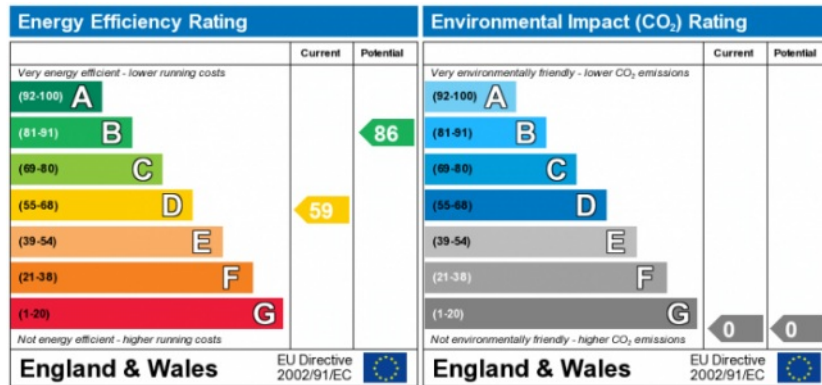 Energy Efficiency Rating
Current Potential
Very energy efficient - lower running costs
(92-100) A
(81-91) B
86
(69-80) C
(55-68) D
59
(39-54) E
(21-38) F
(1-20) G
Not energy efficient - higher running costs
England & Wales
EU Directive
2002/91/EC
Environmental Impact (CO₂) Rating
Current Potential
Very environmentally friendly - lower CO₂ emissions
(92-100) A
(81-91) B
(69-80) C
(55-68) D
(39-54) E
(21-38) F
(1-20) G
0 0
Not environmentally friendly - higher CO₂ emissions
England & Wales
EU Directive
2002/91/EC